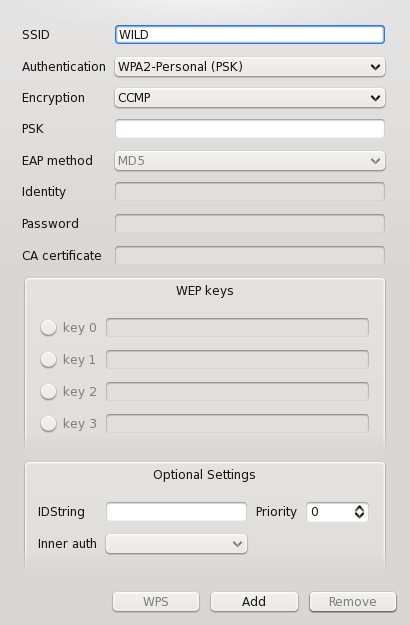 SSID WILD
Authentication WPA2-Personal (PSK)
Encryption CCMP
PSK
EAP method MD5
Identity
Password
CA certificate
WEP keys
key 0
key 1
key 2
key 3
Optional Settings
IDString Priority 0
Inner auth
WPS Add Remove